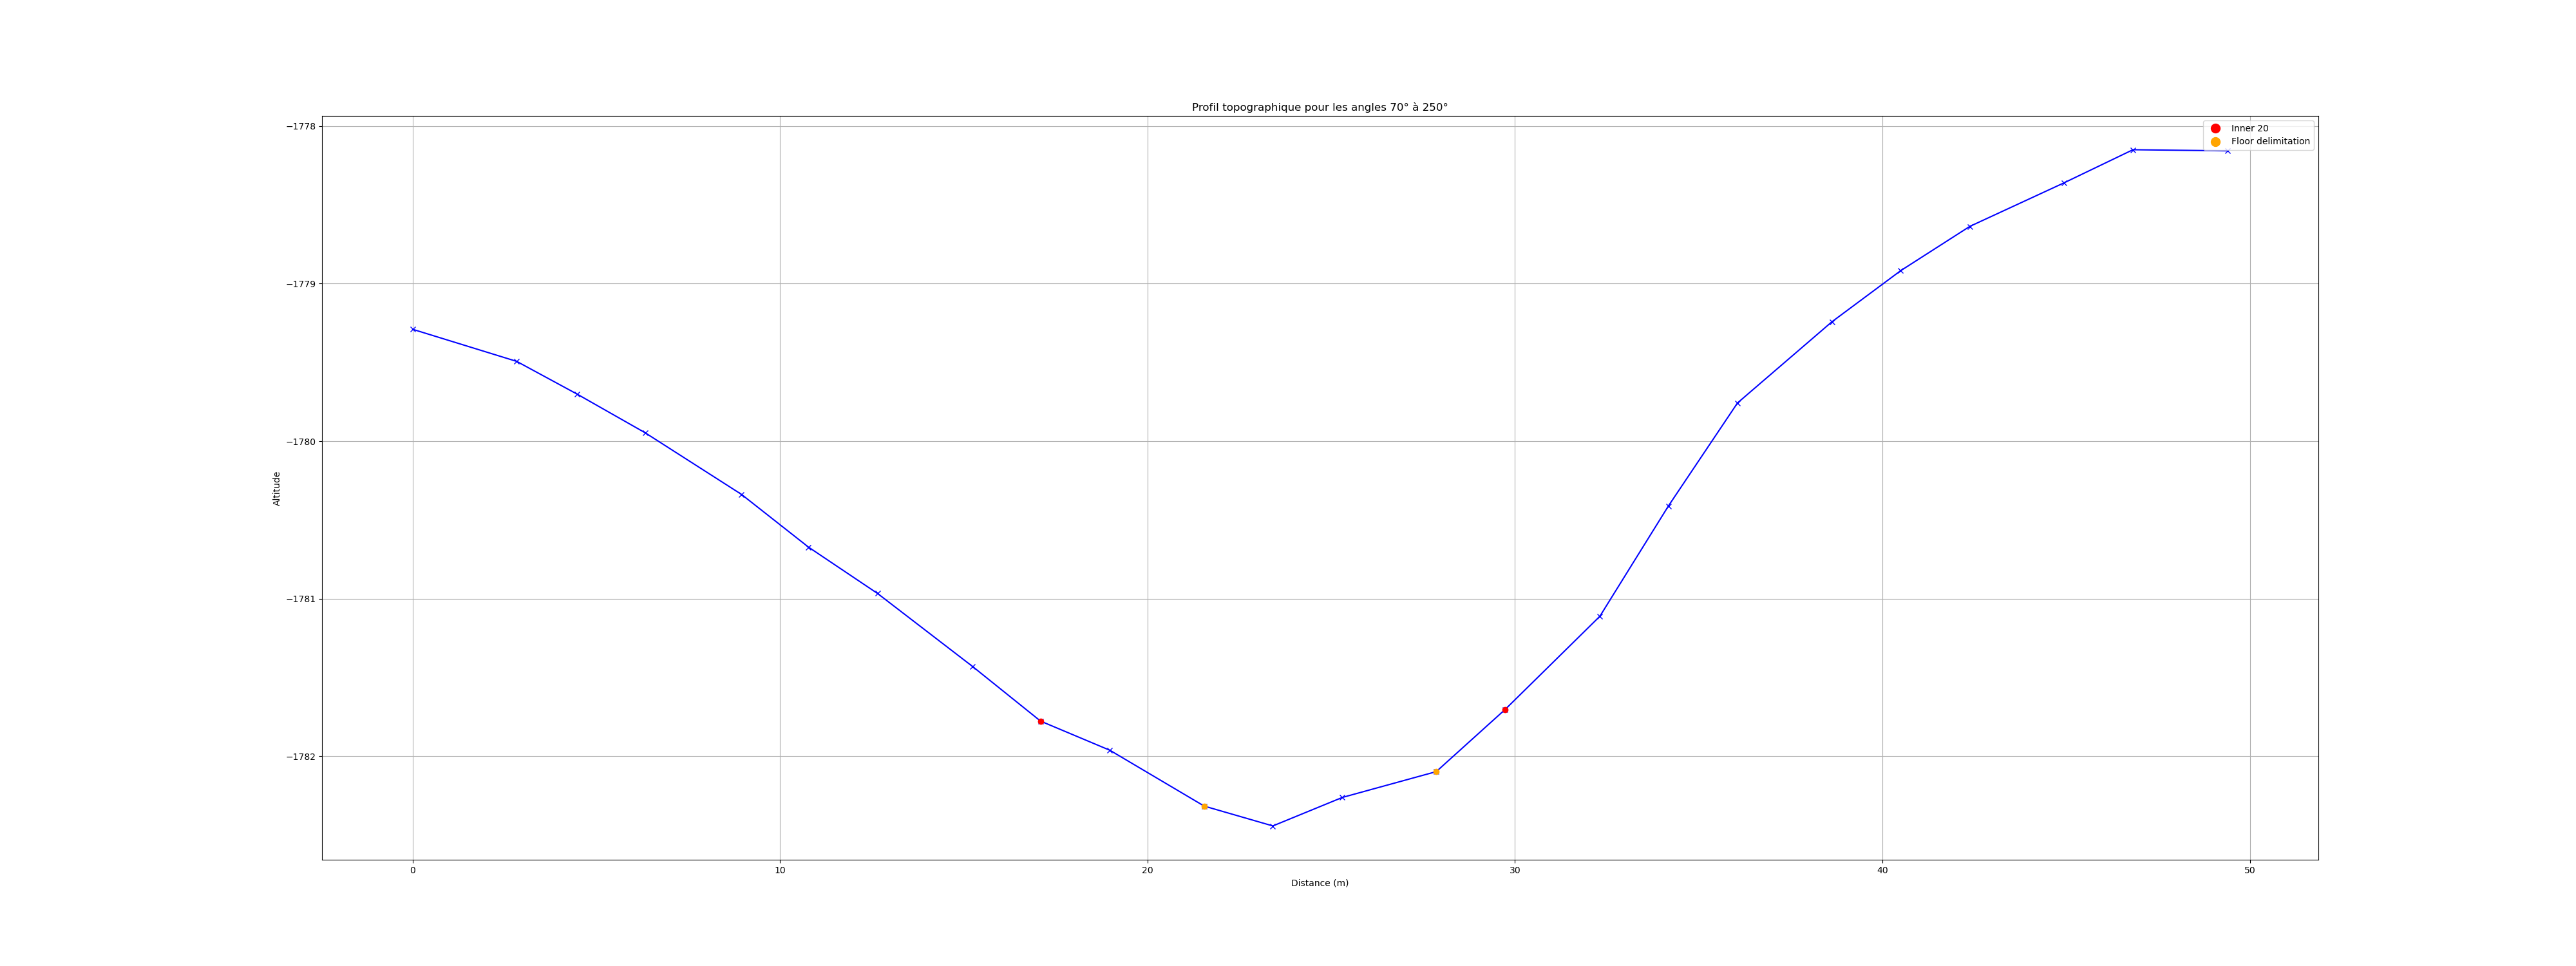 Profil topographique pour les angles 70° à 250°
Inner 20
Floor delimitation
−1778
−1779
−1780
−1781
−1782
Altitude
0 10 20 30 40 50
Distance (m)